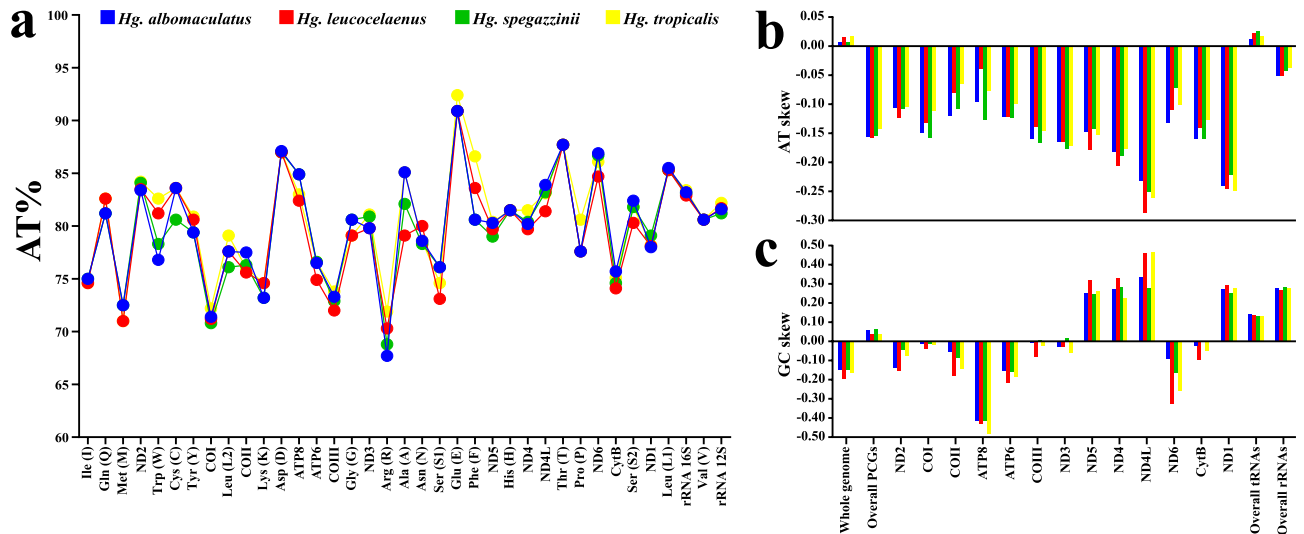 a
Hg. albomaculatus
Hg. leucocelaenus
Hg. spegazzinii
Hg. tropicalis
AT%
100
95
90
85
80
75
70
65
60
Ile (I)
Gln (Q)
Met (M)
ND2
Trp (W)
Cys (C)
Tyr (Y)
COI
Leu (L2)
COII
Lys (K)
Asp (D)
ATP8
ATP6
COIII
Gly (G)
ND3
Arg (R)
Ala (A)
Asn (N)
Ser (S1)
Glu (E)
Phe (F)
ND5
His (H)
ND4
ND4L
Thr (T)
Pro (P)
ND6
CytB
Ser (S2)
ND1
Leu (L1)
rRNA 16S
Val (V)
rRNA 12S
b
AT skew
0.05
0.00
-0.05
-0.10
-0.15
-0.20
-0.25
-0.30
c
GC skew
0.50
0.40
0.30
0.20
0.10
0.00
-0.10
-0.20
-0.30
-0.40
-0.50
Whole genome
Overall PCGs
ND2
COI
COII
ATP8
ATP6
COIII
ND3
ND5
ND4
ND4L
ND6
CytB
ND1
Overall tRNAs
Overall rRNAs